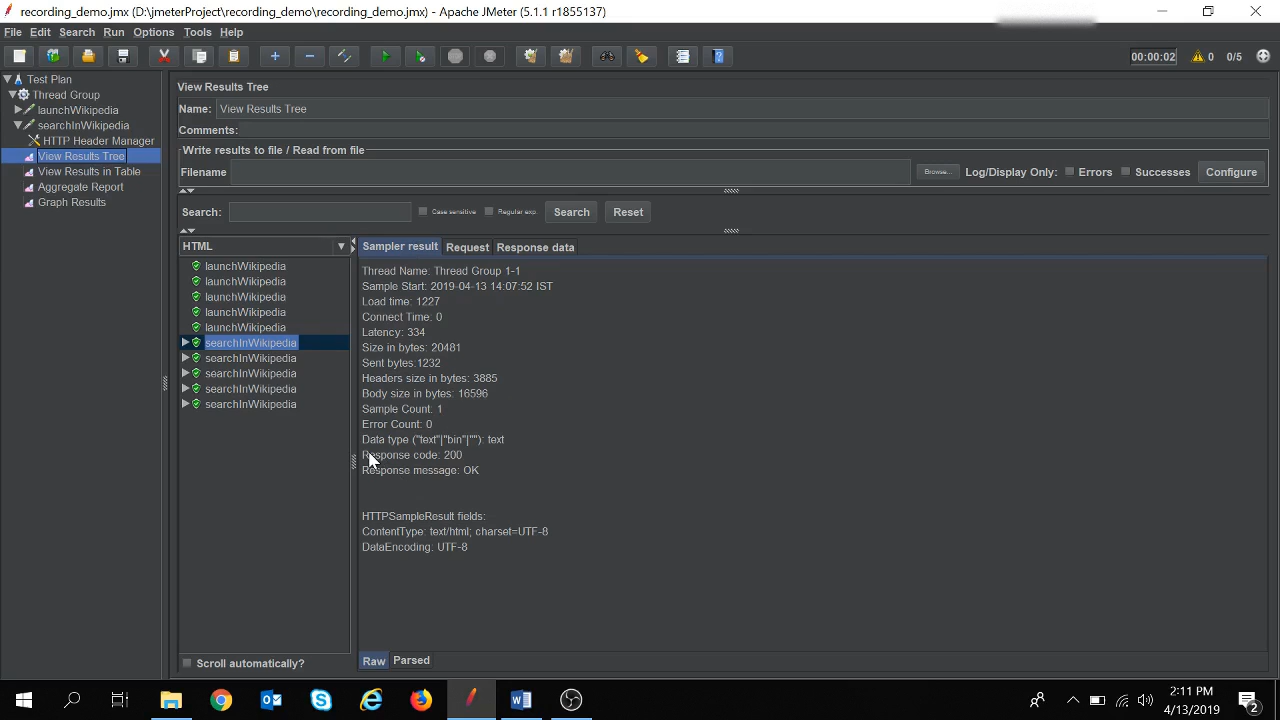 recording_demo.jmx (D:\jmeterProject\recording_demo\recording_demo.jmx) - Apache JMeter (5.1.1 r1855137)
File Edit Search Run Options Tools Help
00:00:02 0 0/5
Test Plan
Thread Group
launchWikipedia
searchInWikipedia
HTTP Header Manager
View Results Tree
View Results in Table
Aggregate Report
Graph Results
View Results Tree
Name: View Results Tree
Comments:
Write results to file / Read from file
Filename Browse... Log/Display Only: Errors Successes Configure
Search: Case sensitive Regular exp. Search Reset
HTML
launchWikipedia
launchWikipedia
launchWikipedia
launchWikipedia
launchWikipedia
searchInWikipedia
searchInWikipedia
searchInWikipedia
searchInWikipedia
searchInWikipedia
Scroll automatically?
Sampler result Request Response data
Thread Name: Thread Group 1-1
Sample Start: 2019-04-13 14:07:52 IST
Load time: 1227
Connect Time: 0
Latency: 334
Size in bytes: 20481
Sent bytes:1232
Headers size in bytes: 3885
Body size in bytes: 16596
Sample Count: 1
Error Count: 0
Data type ("text"|"bin"|""): text
Response code: 200
Response message: OK
HTTPSampleResult fields:
ContentType: text/html; charset=UTF-8
DataEncoding: UTF-8
Raw Parsed
2:11 PM
4/13/2019
2